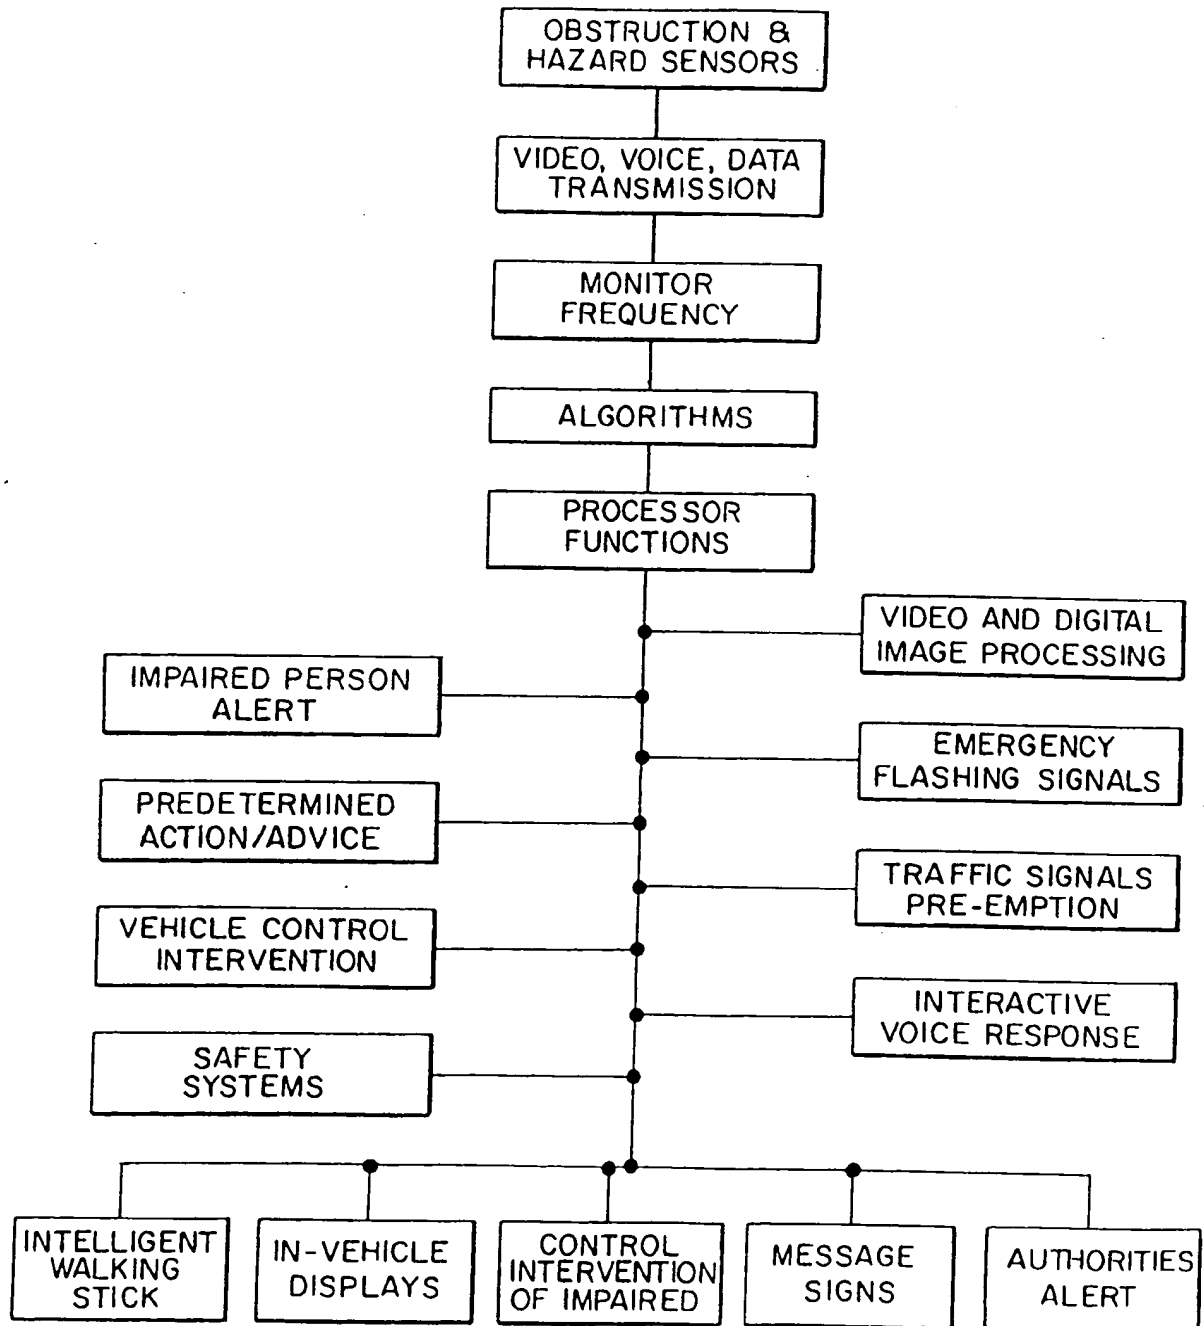 OBSTRUCTION &
HAZARD SENSORS
VIDEO, VOICE, DATA
TRANSMISSION
MONITOR
FREQUENCY
ALGORITHMS
PROCESSOR
FUNCTIONS
VIDEO AND DIGITAL
IMAGE PROCESSING
IMPAIRED PERSON
ALERT
EMERGENCY
FLASHING SIGNALS
PREDETERMINED
ACTION/ADVICE
TRAFFIC SIGNALS
PRE-EMPTION
VEHICLE CONTROL
INTERVENTION
INTERACTIVE
VOICE RESPONSE
SAFETY
SYSTEMS
INTELLIGENT
WALKING
STICK
IN-VEHICLE
DISPLAYS
CONTROL
INTERVENTION
OF IMPAIRED
MESSAGE
SIGNS
AUTHORITIES
ALERT